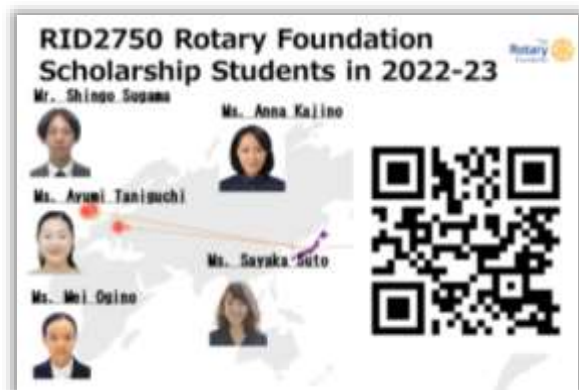 RID2750 Rotary Foundation
Scholarship Students in 2022-23
Rotary
Mr. Shingo Sugama
Ms. Anna Kajino
Ms. Ayumi Taniguchi
Ms. Sayaka Suto
Ms. Mei Ogino